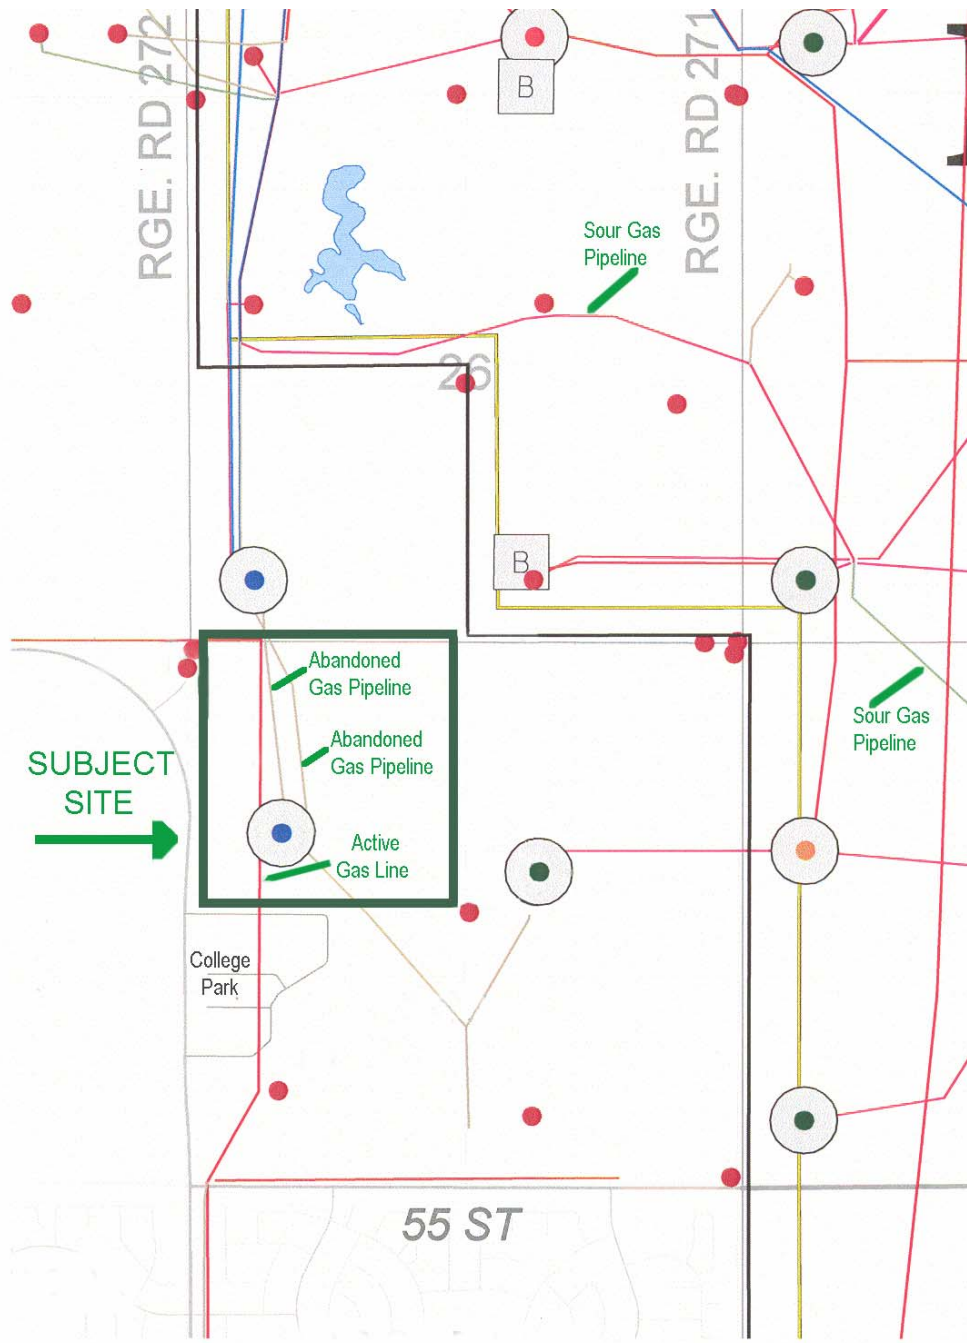 RGE. RD 272
B
RGE. RD 271
Sour Gas
Pipeline
26
B
Abandoned
Gas Pipeline
Sour Gas
Pipeline
Abandoned
Gas Pipeline
SUBJECT
SITE
Active
Gas Line
College
Park
55 ST